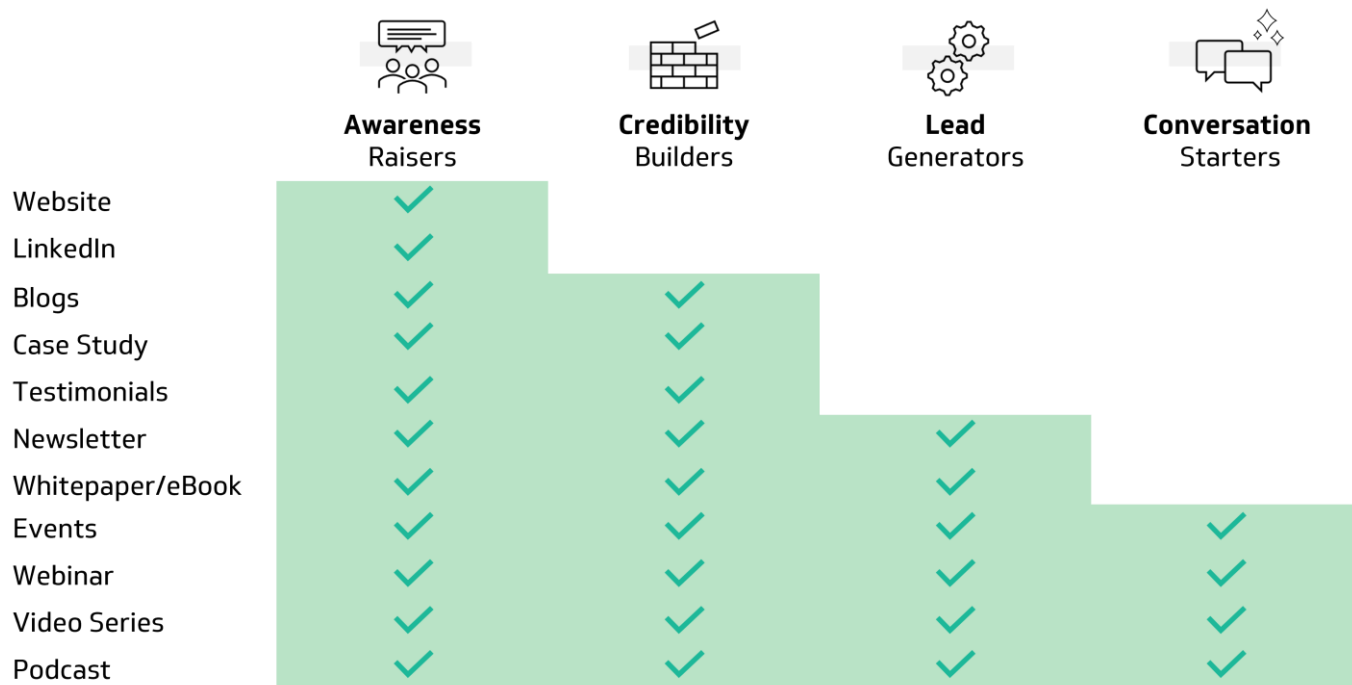 Awareness
Raisers
Credibility
Builders
Lead
Generators
Conversation
Starters
Website
LinkedIn
Blogs
Case Study
Testimonials
Newsletter
Whitepaper/eBook
Events
Webinar
Video Series
Podcast